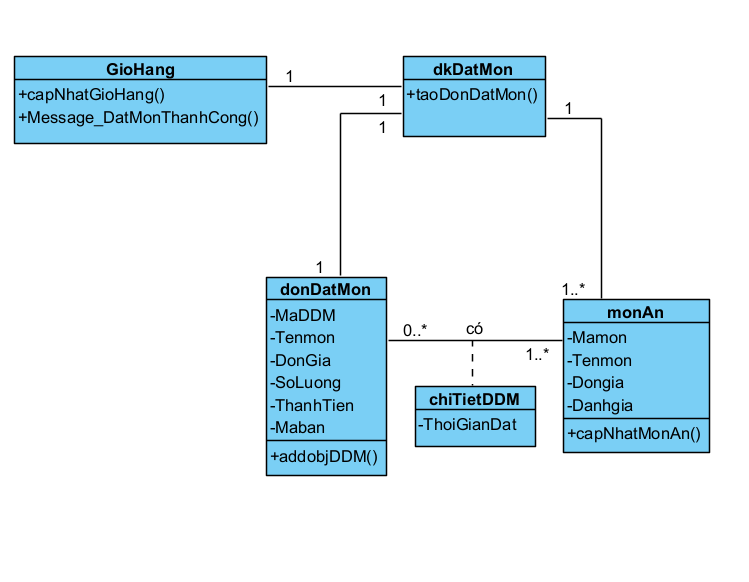 GioHang
+capNhatGioHang()
+Message_DatMonThanhCong()
1
dkDatMon
+taoDonDatMon()
1
1
1
1
1..*
donDatMon
-MaDDM
-Tenmon
-DonGia
-SoLuong
-ThanhTien
-Maban
+addobjDDM()
0..*
có
1..*
chiTietDDM
-ThoiGianDat
monAn
-Mamon
-Tenmon
-Dongia
-Danhgia
+capNhatMonAn()